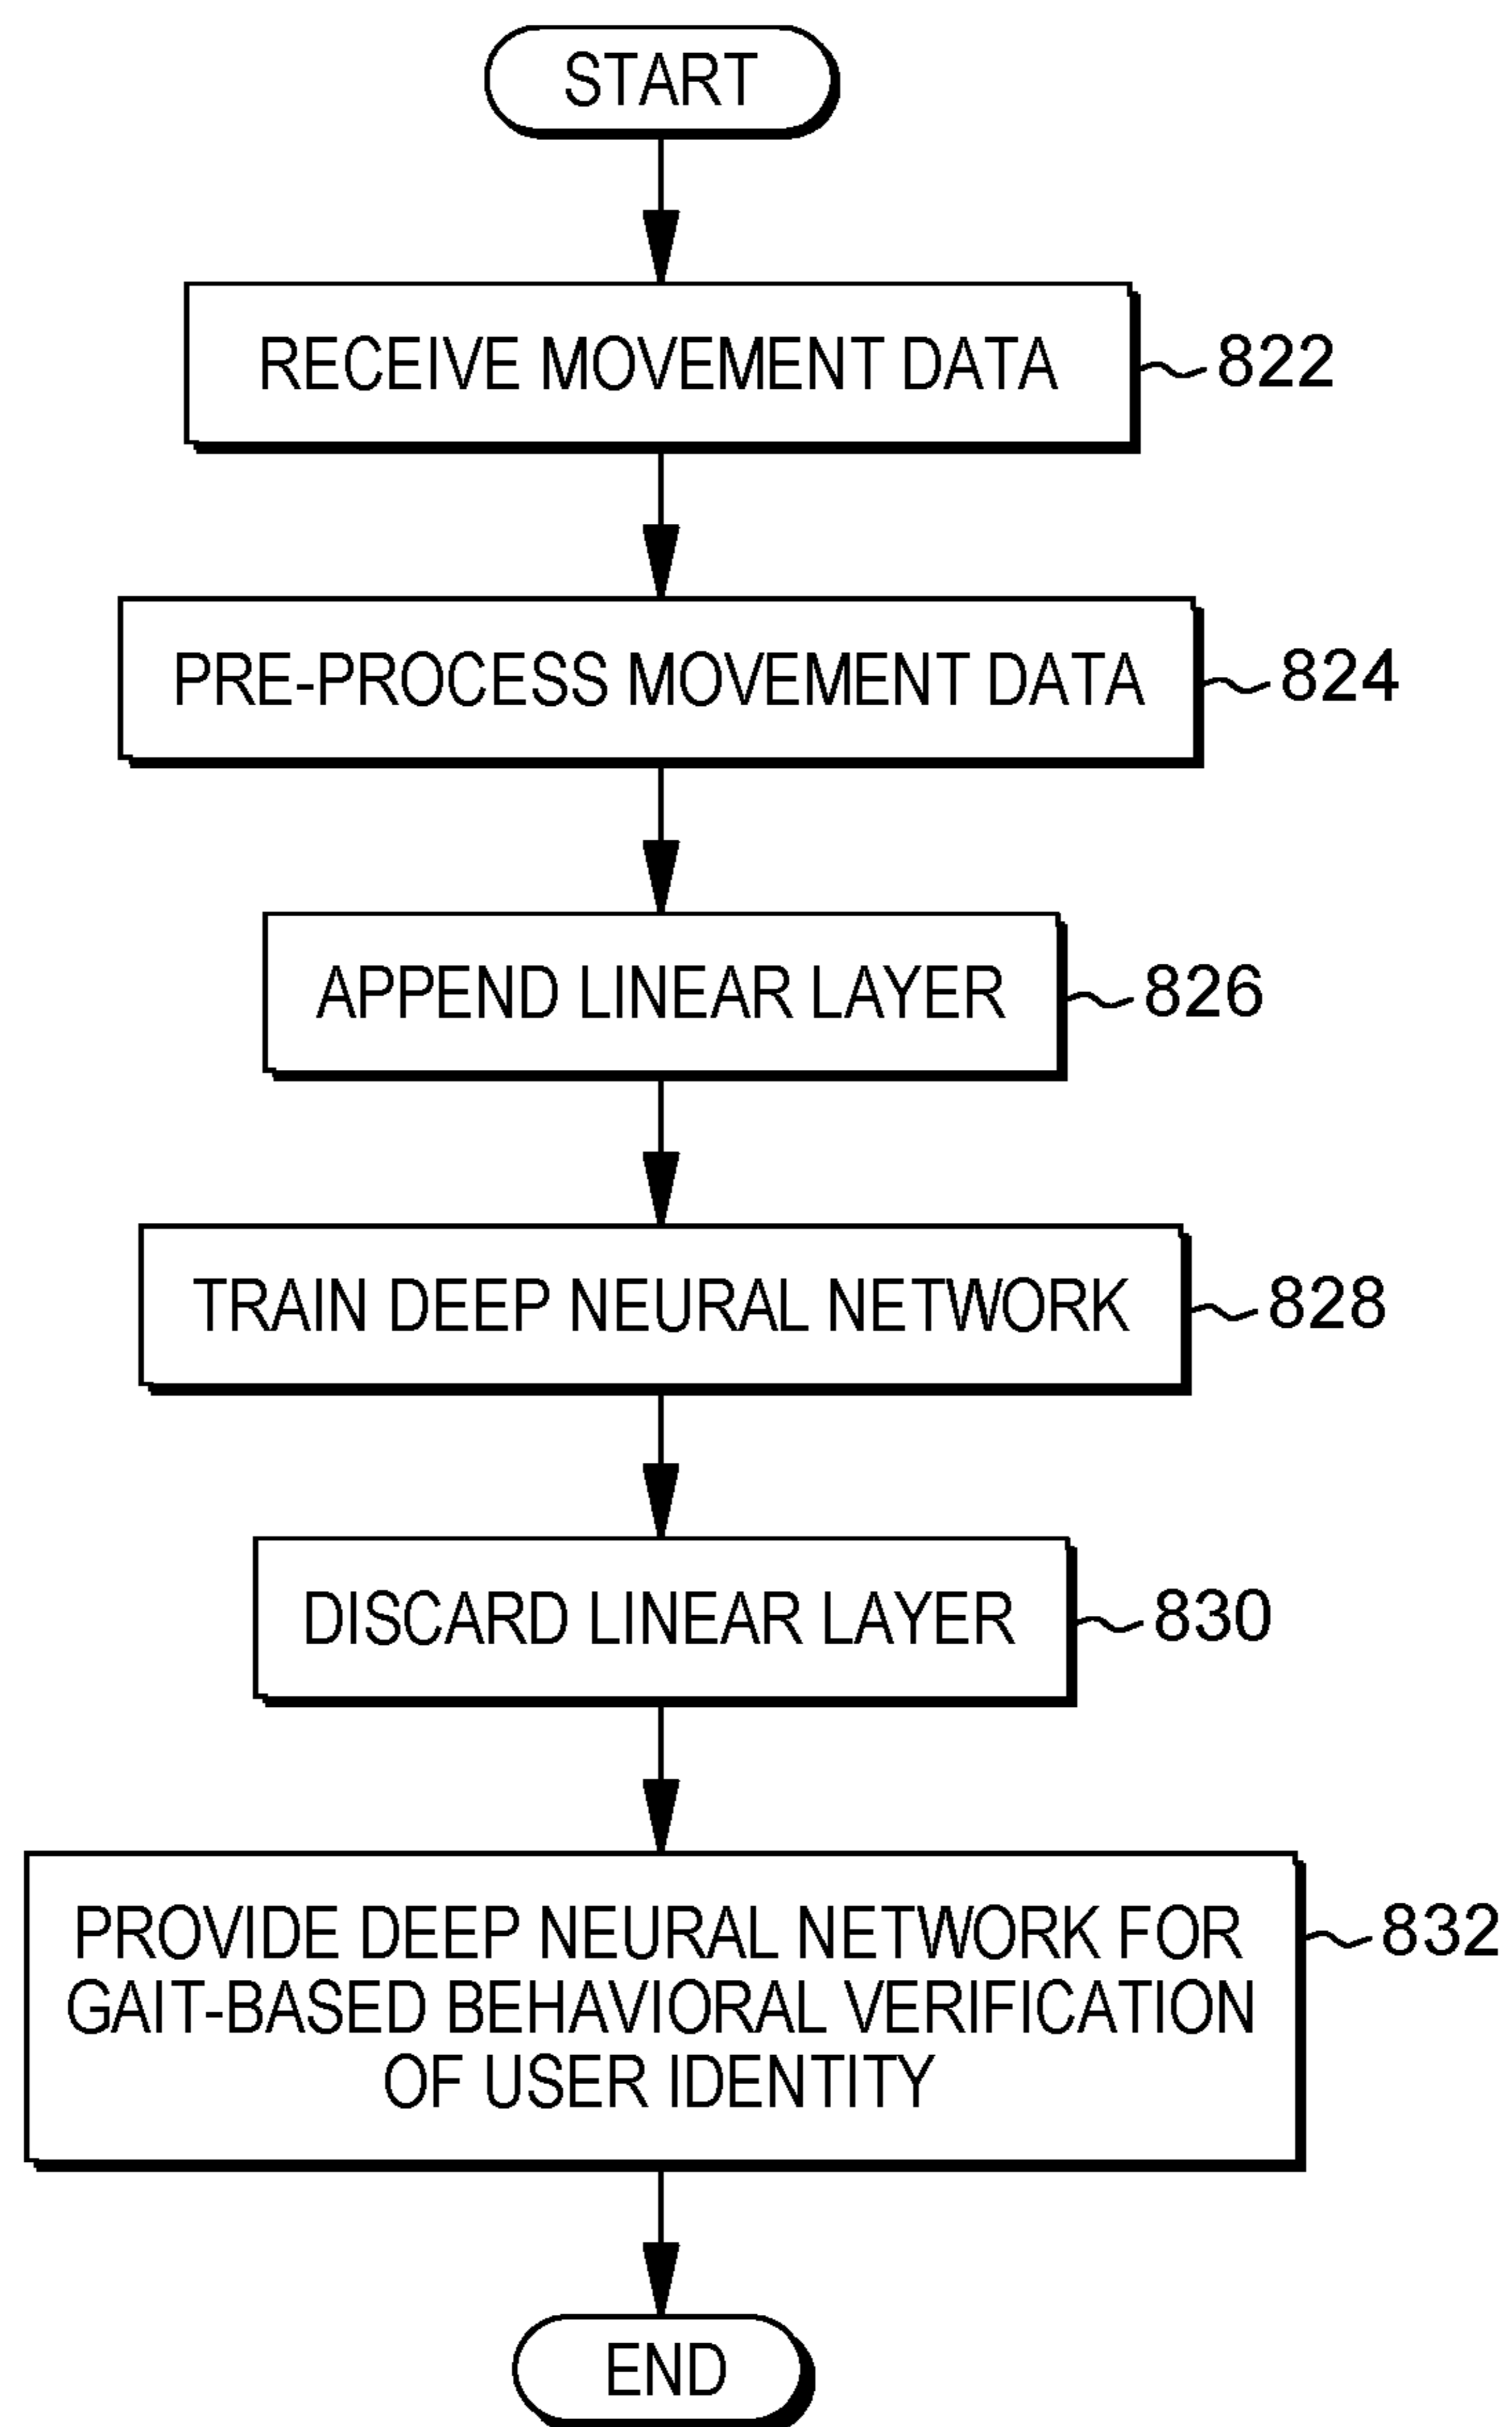 START
RECEIVE MOVEMENT DATA
822
PRE-PROCESS MOVEMENT DATA
824
APPEND LINEAR LAYER
826
TRAIN DEEP NEURAL NETWORK
828
DISCARD LINEAR LAYER
830
PROVIDE DEEP NEURAL NETWORK FOR
GAIT-BASED BEHAVIORAL VERIFICATION
OF USER IDENTITY
832
END